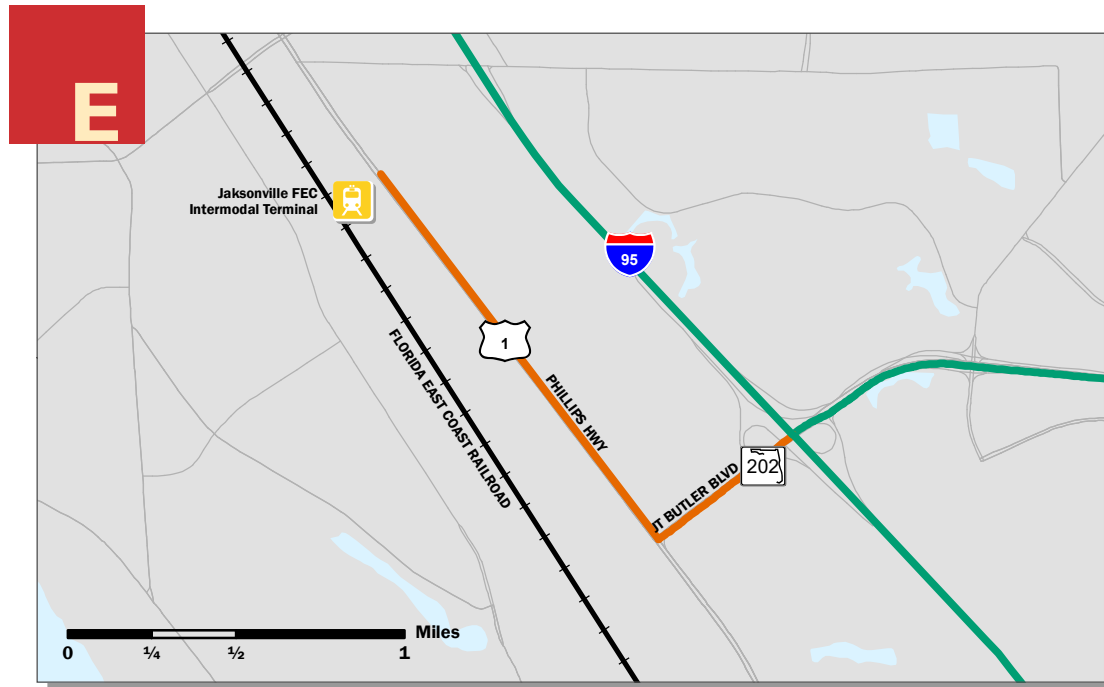 E
Jaksonville FEC
Intermodal Terminal
95
1
FLORIDA EAST COAST RAILROAD
PHILLIPS HWY
JT BUTLER BLVD
202
Miles
0 ¼ ½ 1